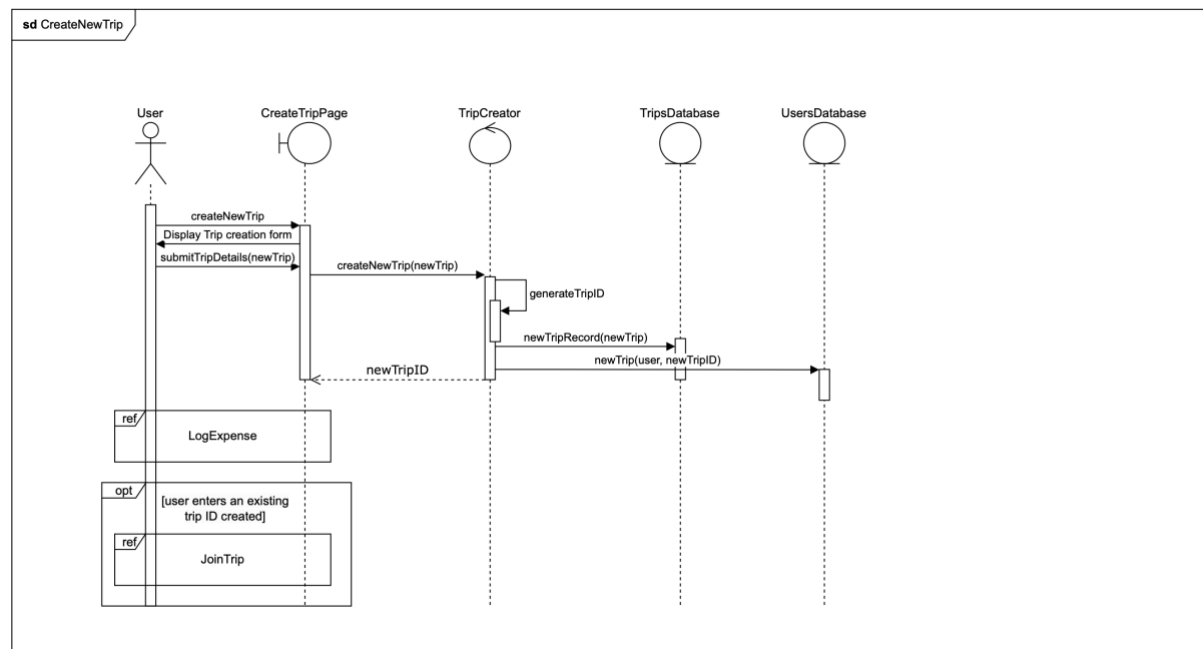 sd CreateNewTrip
User
CreateTripPage
TripCreator
TripsDatabase
UsersDatabase
createNewTrip
Display Trip creation form
submitTripDetails(newTrip)
createNewTrip(newTrip)
generateTripID
newTripRecord(newTrip)
newTrip(user, newTripID)
newTripID
ref
LogExpense
opt
[user enters an existing
trip ID created]
ref
JoinTrip